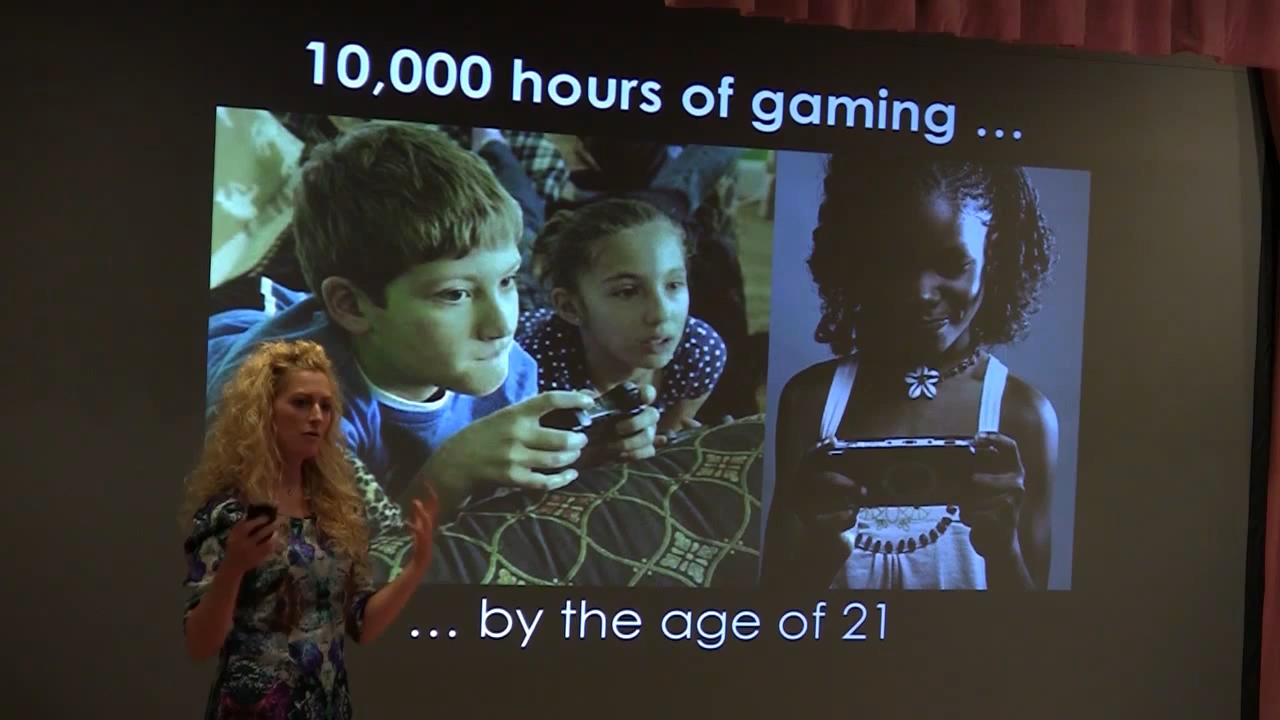 10,000 hours of gaming ...
... by the age of 21